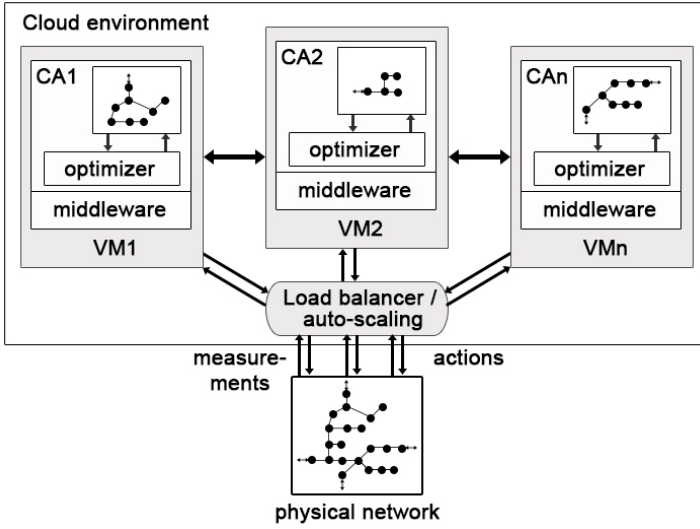 Cloud environment
CA1
optimizer
middleware
VM1
CA2
optimizer
middleware
VM2
CAn
optimizer
middleware
VMn
Load balancer /
auto-scaling
measure-
ments
actions
physical network